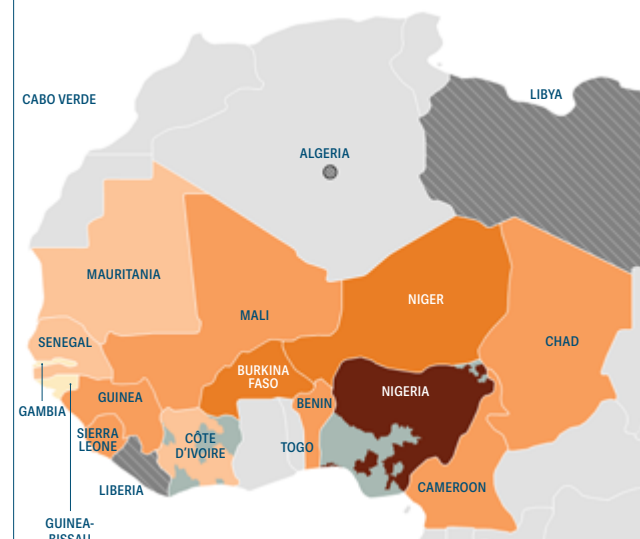 LIBYA
CABO VERDE
ALGERIA
MAURITANIA
NIGER
MALI
SENEGAL
CHAD
BURKINA
FASO
NIGERIA
GUINEA
BENIN
GAMBIA
SIERRA
LEONE
CÔTE
D'IVOIRE
TOGO
CAMEROON
LIBERIA
GUINEA-
BISSAU